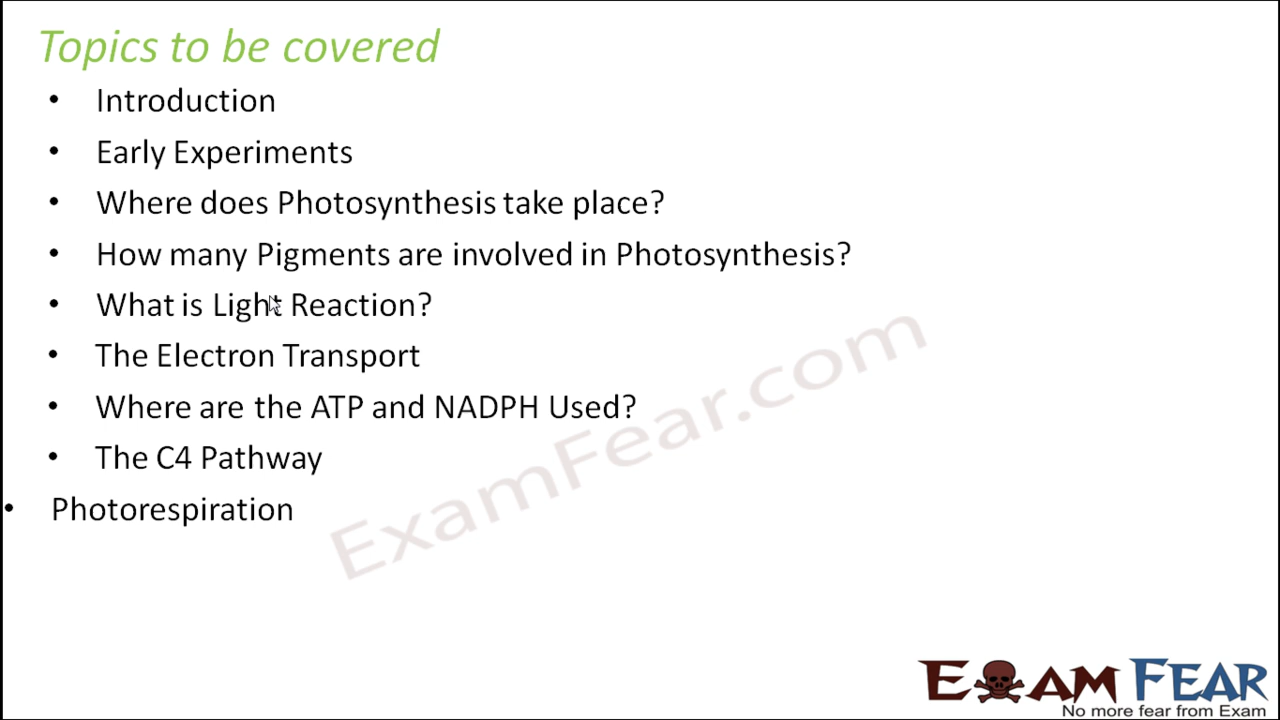 Topics to be covered
• Introduction
• Early Experiments
• Where does Photosynthesis take place?
• How many Pigments are involved in Photosynthesis?
• What is Light Reaction?
• The Electron Transport
• Where are the ATP and NADPH Used?
• The C4 Pathway
• Photorespiration
ExamFear.com
EXAM FEAR
No more fear from Exam